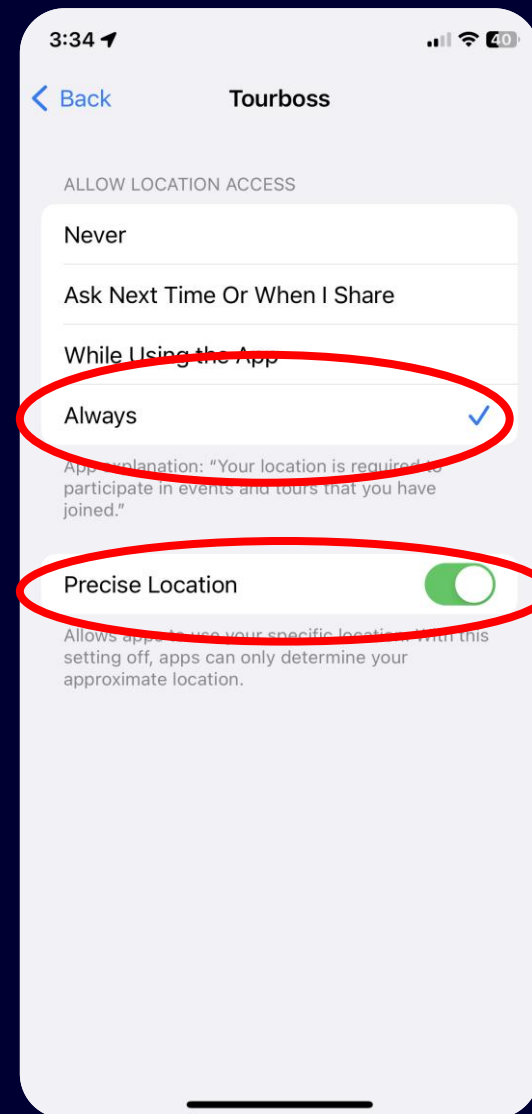 3:34
40
Back
Tourboss
ALLOW LOCATION ACCESS
Never
Ask Next Time Or When I Share
While Using the App
Always
App explanation: “Your location is required to
participate in events and tours that you have
joined.”
Precise Location
Allows apps to use your specific location. With this
setting off, apps can only determine your
approximate location.